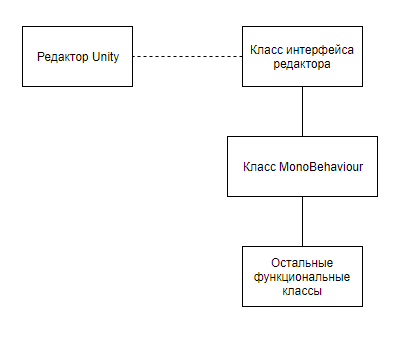 Редактор Unity
Класс интерфейса
редактора
Класс MonoBehaviour
Остальные
функциональные
классы